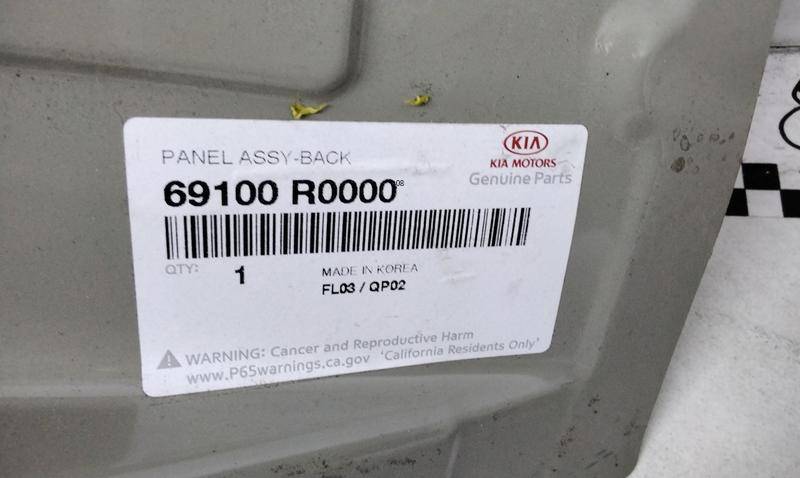 PANEL ASSY-BACK
69100 R0000 08
KIA
KIA MOTORS
Genuine Parts
QTY: 1
MADE IN KOREA
FL03 / QP02
WARNING: Cancer and Reproductive Harm
www.P65warnings.ca.gov 'California Residents Only'